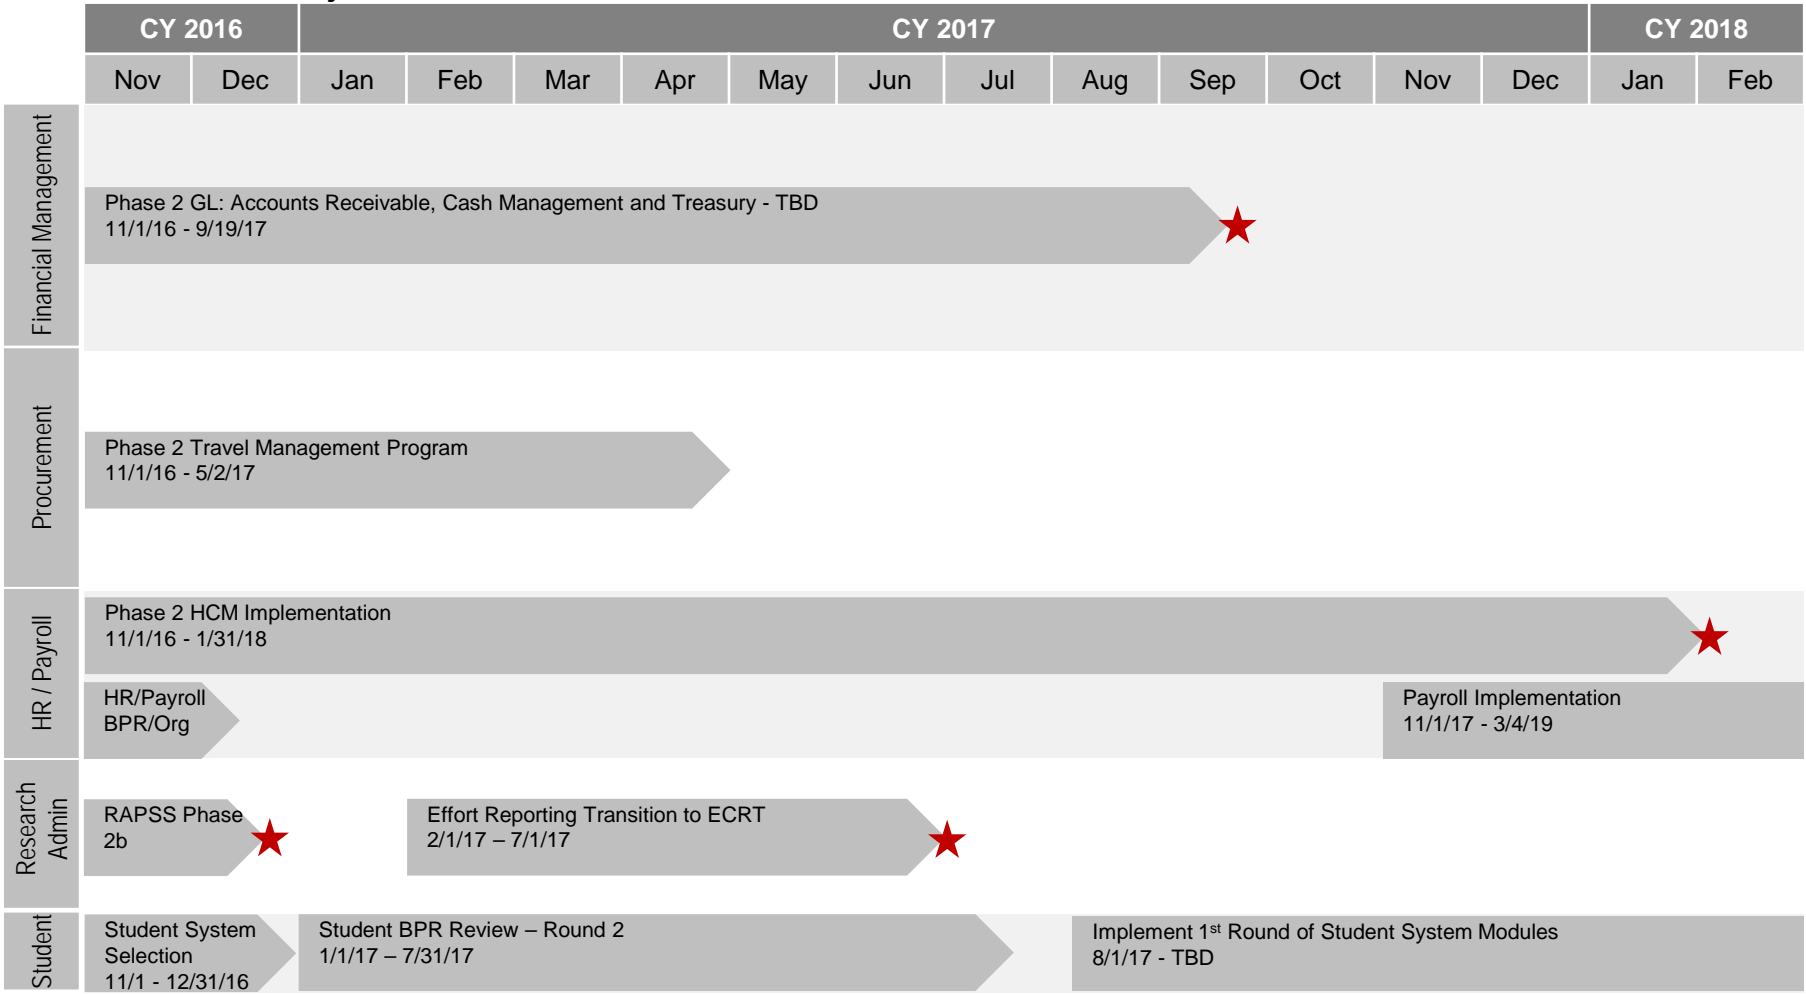 CY 2016 CY 2017 CY 2018
Nov Dec Jan Feb Mar Apr May Jun Jul Aug Sep Oct Nov Dec Jan Feb
Financial Management
Phase 2 GL: Accounts Receivable, Cash Management and Treasury - TBD
11/1/16 - 9/19/17
Procurement
Phase 2 Travel Management Program
11/1/16 - 5/2/17
HR / Payroll
Phase 2 HCM Implementation
11/1/16 - 1/31/18
HR/Payroll
BPR/Org
Payroll Implementation
11/1/17 - 3/4/19
Research
Admin
RAPSS Phase
2b
Effort Reporting Transition to ECRT
2/1/17 – 7/1/17
Student
Student System
Selection
11/1 - 12/31/16
Student BPR Review – Round 2
1/1/17 – 7/31/17
Implement 1st Round of Student System Modules
8/1/17 - TBD